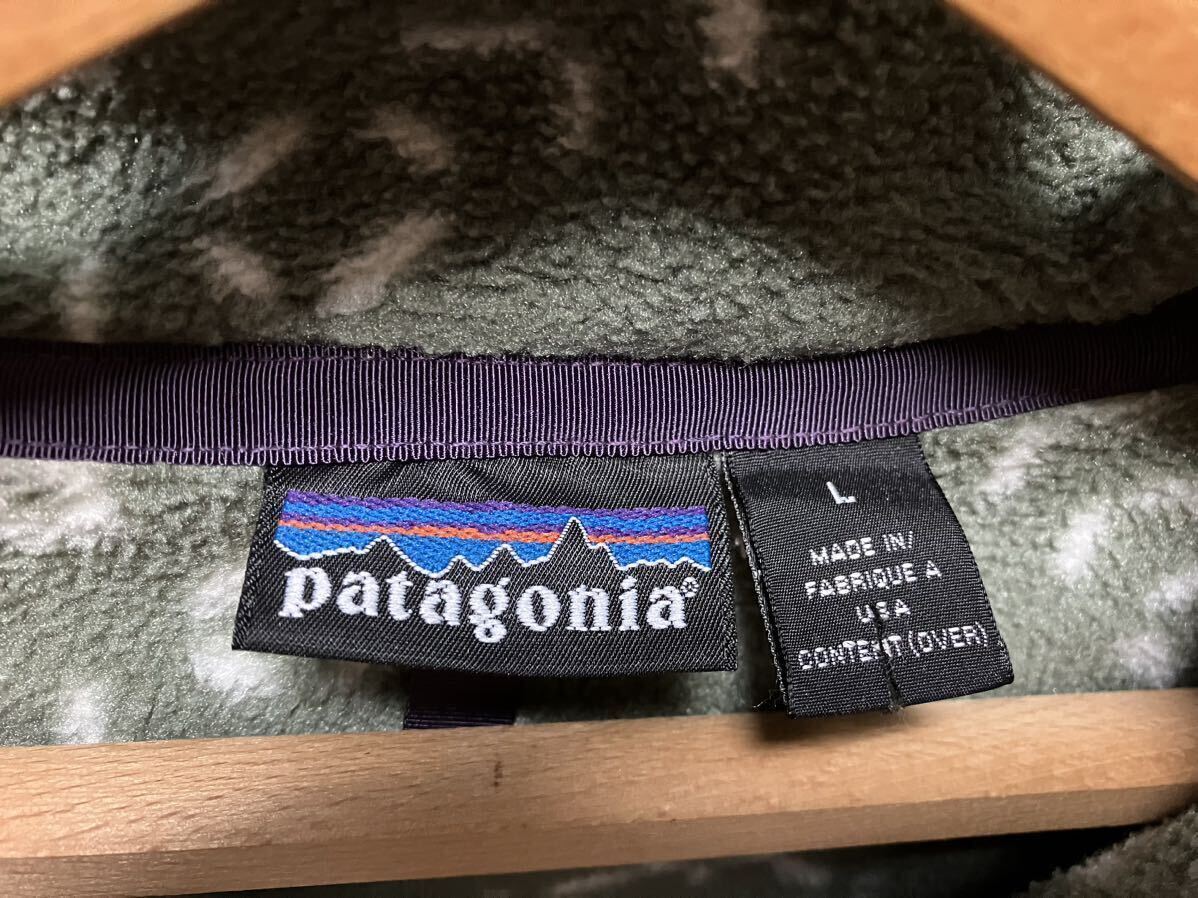 patagonia®
L
MADE IN/
FABRIQUE A
USA
CONTENT (OVER)